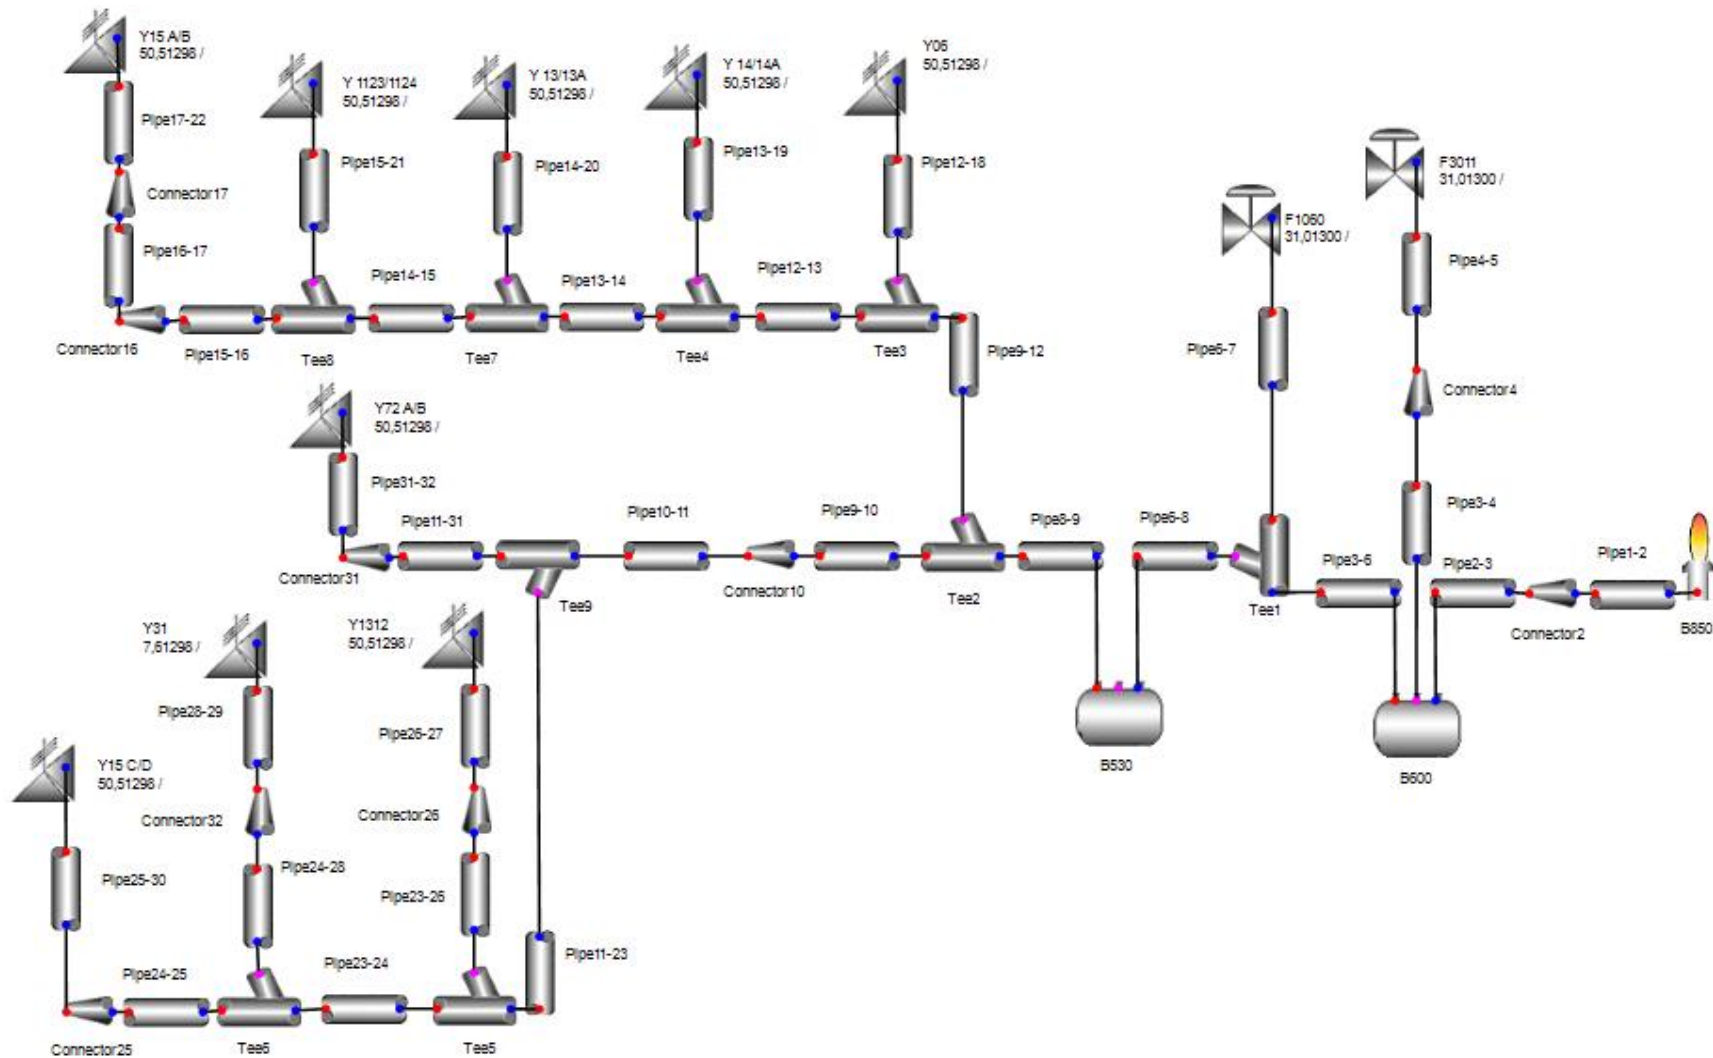 Y15 A/B
50,51298 /
Y 1123/1124
50,51298 /
Y 13/13A
50,51298 /
Y 14/14A
50,51298 /
Y06
50,51298 /
F3011
31,01300 /
F1060
31,01300 /
Pipe17-22
Pipe15-21
Pipe14-20
Pipe13-19
Pipe12-18
Connector17
Pipe16-17
Pipe14-15
Pipe13-14
Pipe12-13
Pipe4-5
Connector16
Pipe15-16
Tee8
Tee7
Tee4
Tee3
Pipe9-12
Pipe6-7
Connector4
Y72 A/B
50,51298 /
Pipe31-32
Pipe11-31
Pipe10-11
Pipe9-10
Pipe8-9
Pipe6-8
Pipe3-4
Pipe3-6
Pipe2-3
Pipe1-2
Connector31
Tee9
Connector10
Tee2
Tee1
Connector2
B850
Y31
7,61298 /
Y1312
50,51298 /
Pipe28-29
Pipe26-27
Y15 C/D
50,51298 /
B530
B600
Connector32
Connector26
Pipe25-30
Pipe24-28
Pipe23-26
Pipe24-25
Pipe23-24
Pipe11-23
Connector25
Tee6
Tee5